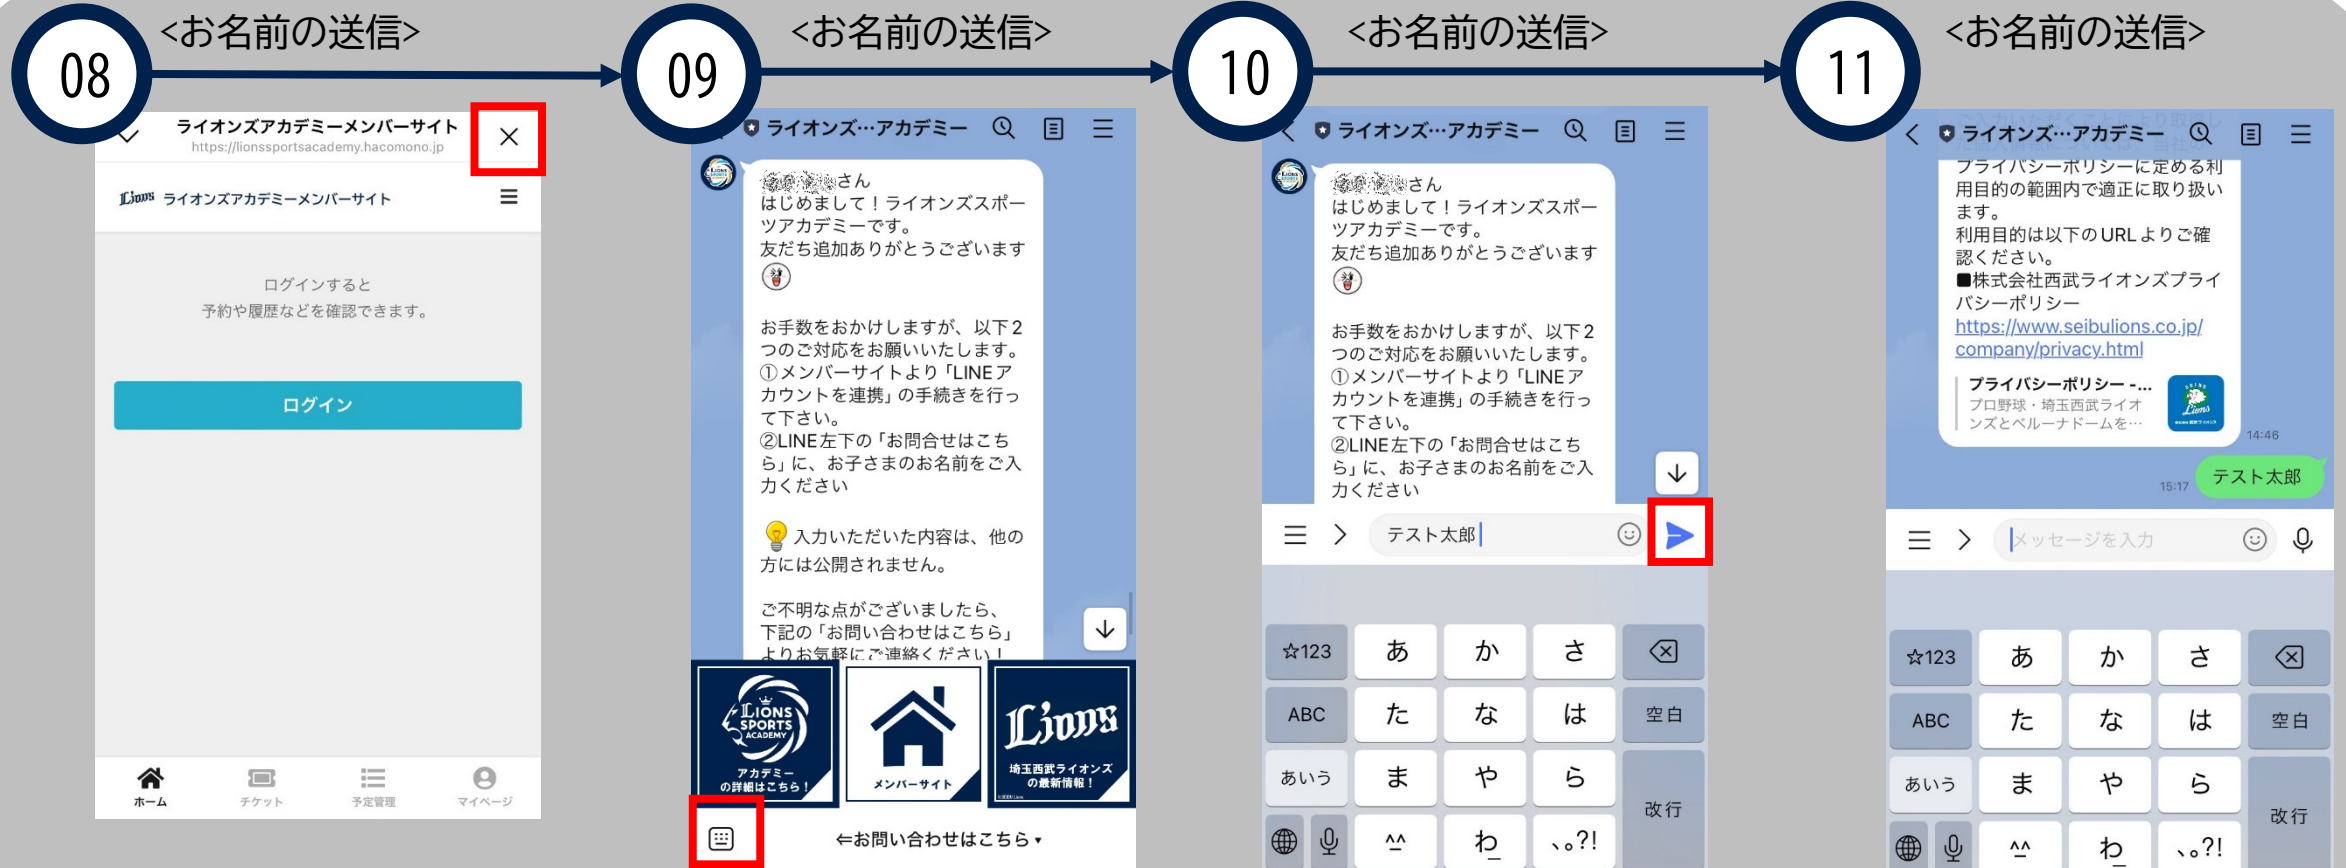 08
<お名前の送信>
ライオンズアカデミーメンバーサイト
https://lionssportsacademy.hacomono.jp
Lions ライオンズアカデミーメンバーサイト
ログインすると
予約や履歴などを確認できます。
ログイン
ホーム
チケット
予定管理
マイページ
09
<お名前の送信>
ライオンズ…アカデミー
さん
はじめまして！ライオンズスポー
ツアカデミーです。
友だち追加ありがとうございます
お手数をおかけしますが、以下2
つのご対応をお願いいたします。
①メンバーサイトより「LINEア
カウントを連携」の手続きを行っ
て下さい。
②LINE左下の「お問合せはこち
ら」に、お子さまのお名前をご入
力ください
入力いただいた内容は、他の
方には公開されません。
ご不明な点がございましたら、
下記の「お問い合わせはこちら」
よりお気軽にご連絡ください！
LIONS
SPORTS
ACADEMY
アカデミー
の詳細はこちら！
メンバーサイト
Lions
埼玉西武ライオンズ
の最新情報！
⇐お問い合わせはこちら▾
10
<お名前の送信>
ライオンズ…アカデミー
さん
はじめまして！ライオンズスポー
ツアカデミーです。
友だち追加ありがとうございます
お手数をおかけしますが、以下2
つのご対応をお願いいたします。
①メンバーサイトより「LINEア
カウントを連携」の手続きを行っ
て下さい。
②LINE左下の「お問合せはこち
ら」に、お子さまのお名前をご入
力ください
テスト太郎
☆123 あ か さ
ABC た な は 空白
あいう ま や ら
改行
^^ わ 、。?!
11
<お名前の送信>
ライオンズ…アカデミー
プライバシーポリシーに定める利
用目的の範囲内で適正に取り扱い
ます。
利用目的は以下のURLよりご確
認ください。
■株式会社西武ライオンズプライ
バシーポリシー
https://www.seibulions.co.jp/
company/privacy.html
プライバシーポリシー -...
プロ野球・埼玉西武ライオ
ンズとベルーナドームを…
Lions
14:46
テスト太郎
15:17
メッセージを入力
☆123 あ か さ
ABC た な は 空白
あいう ま や ら
改行
^^ わ 、。?!